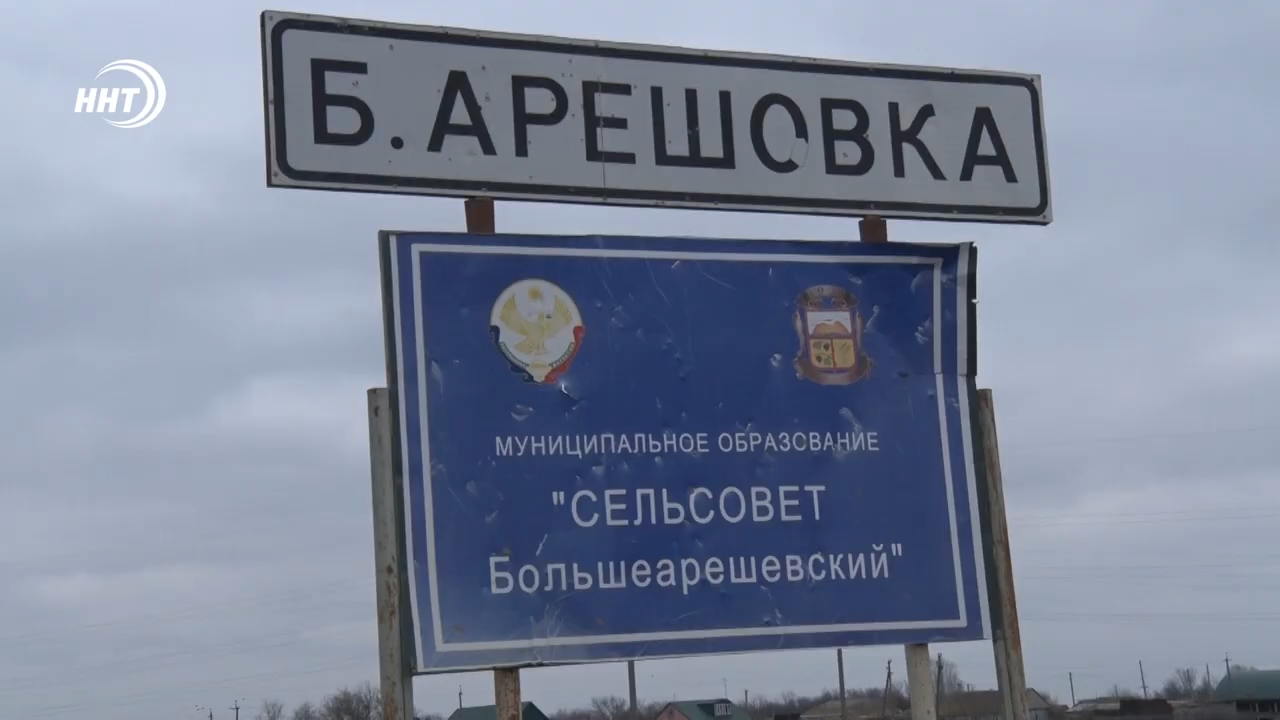 ННТ
Б. АРЕШОВКА
МУНИЦИПАЛЬНОЕ ОБРАЗОВАНИЕ
"СЕЛЬСОВЕТ
Большеарешевский"